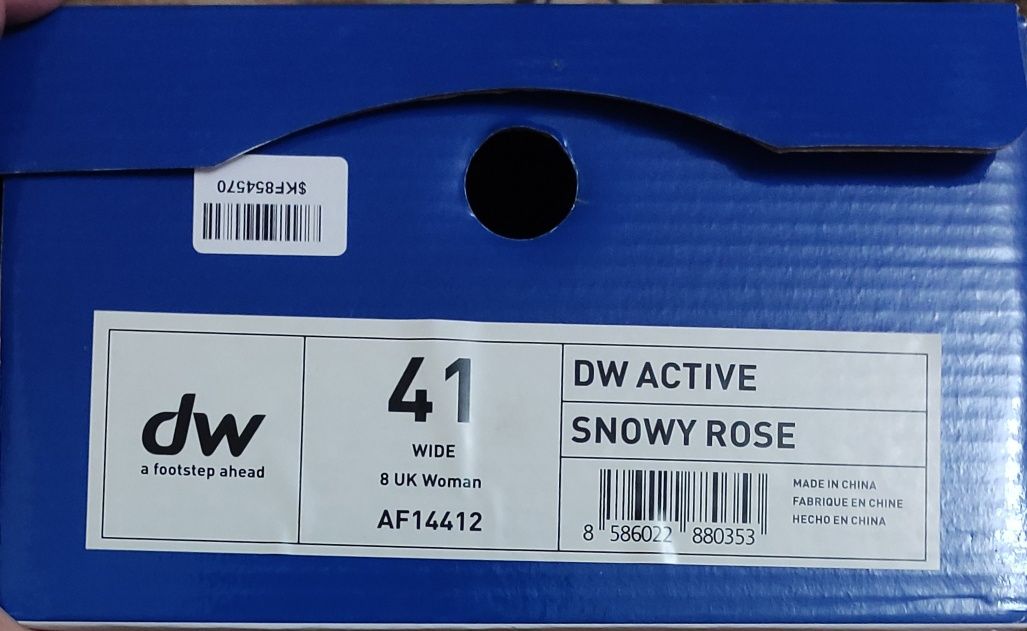 $KF854570
dw
a footstep ahead
41
WIDE
8 UK Woman
AF14412
DW ACTIVE
SNOWY ROSE
8 586022 880353
MADE IN CHINA
FABRIQUE EN CHINE
HECHO EN CHINA